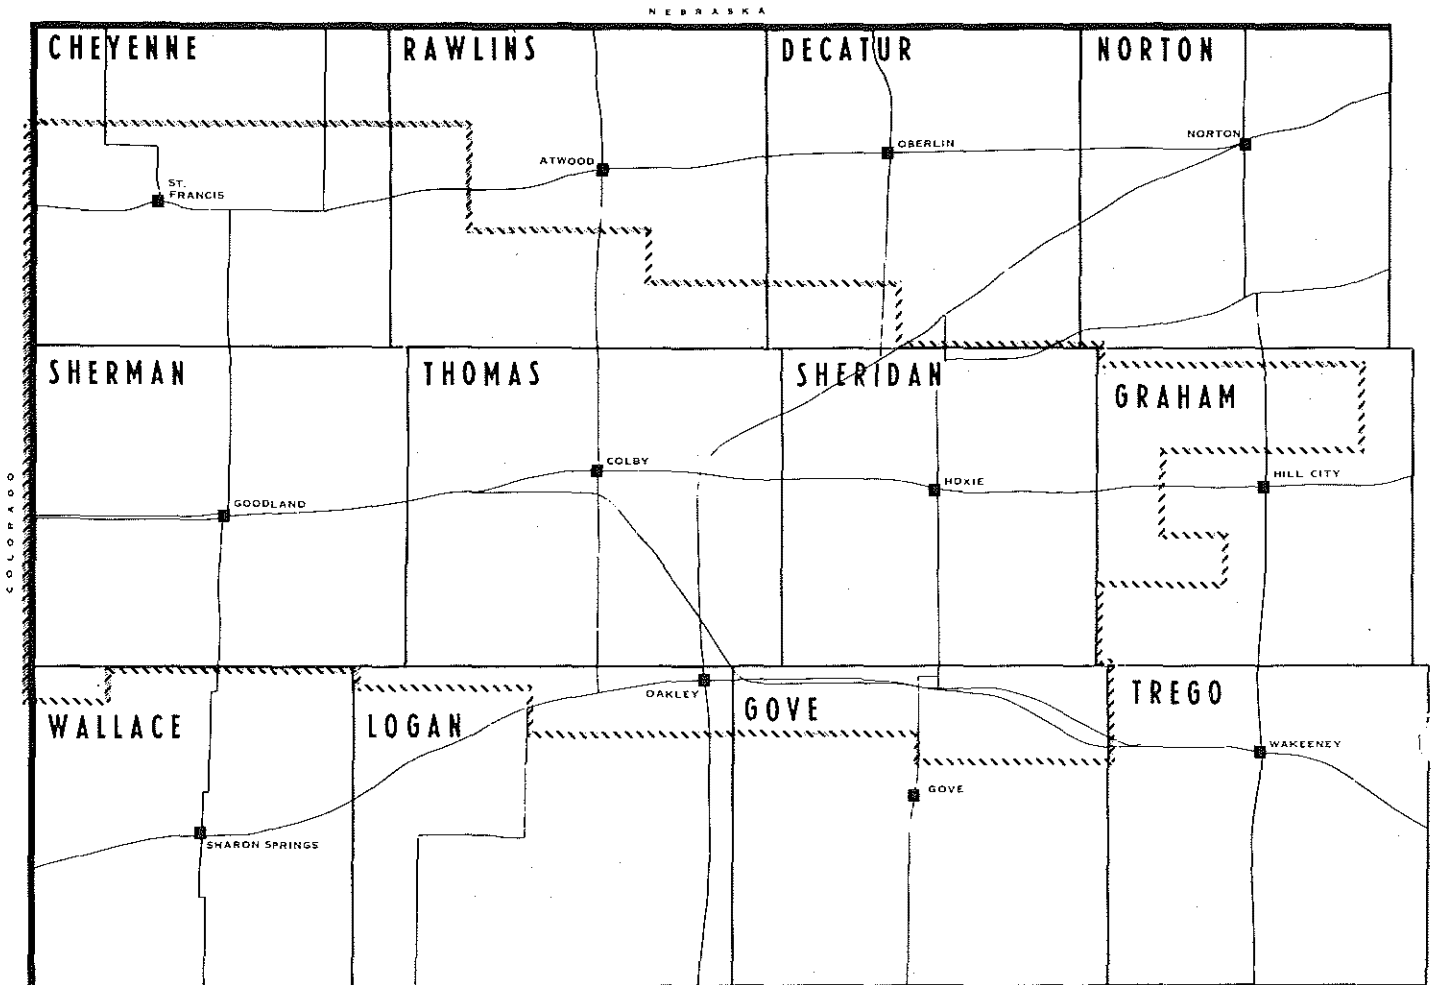 NEBRASKA
CHEYENNE
RAWLINS
DECATUR
NORTON
NORTON
OBERLIN
ATWOOD
ST.
FRANCIS
SHERMAN
THOMAS
SHERIDAN
GRAHAM
COLBY
HOXIE
HILL CITY
GOODLAND
COLORADO
OAKLEY
WALLACE
LOGAN
GOVE
TREGO
WAKEENEY
GOVE
SHARON SPRINGS